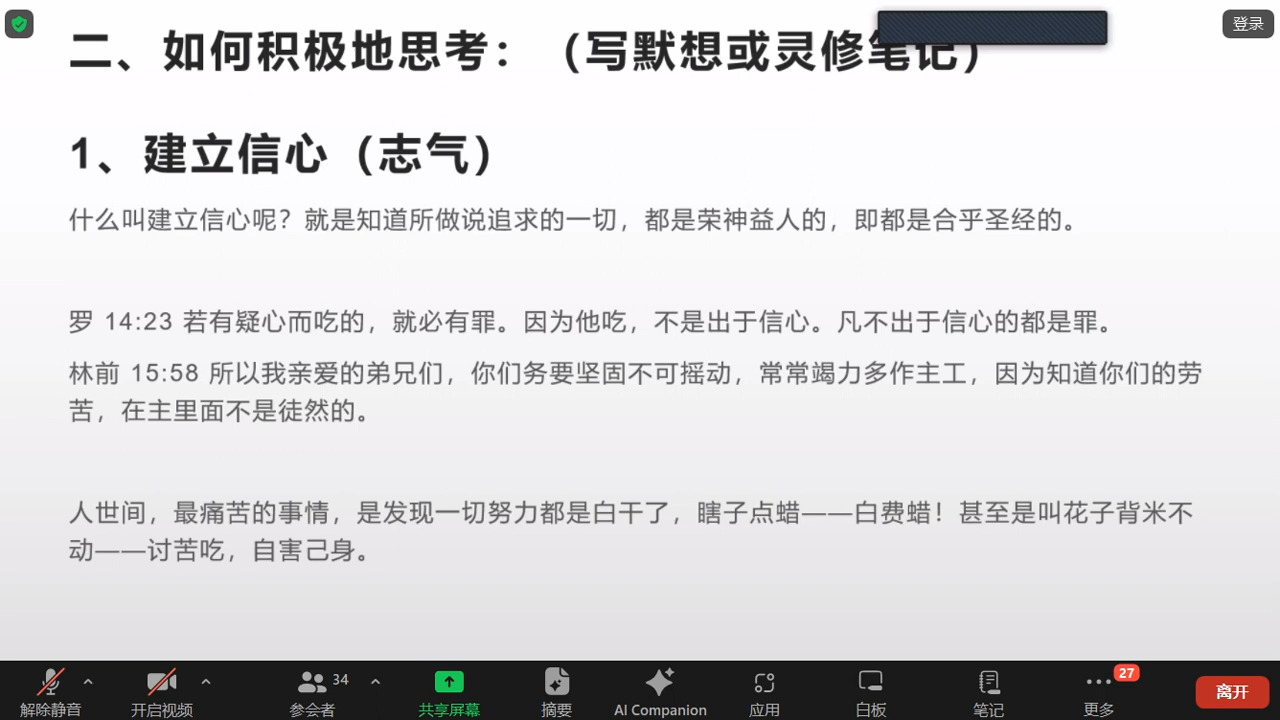 登录
二、如何积极地思考：（写默想或灵修笔记）
1、建立信心（志气）
什么叫建立信心呢？就是知道所做说追求的一切，都是荣神益人的，即都是合乎圣经的。
罗 14:23 若有疑心而吃的，就必有罪。因为他吃，不是出于信心。凡不出于信心的都是罪。
林前 15:58 所以我亲爱的弟兄们，你们务要坚固不可摇动，常常竭力多作主工，因为知道你们的劳
苦，在主里面不是徒然的。
人世间，最痛苦的事情，是发现一切努力都是白干了，瞎子点蜡——白费蜡！甚至是叫花子背米不
动——讨苦吃，自害己身。
34
27
解除静音 开启视频 参会者 共享屏幕 摘要 AI Companion 应用 白板 笔记 更多 离开